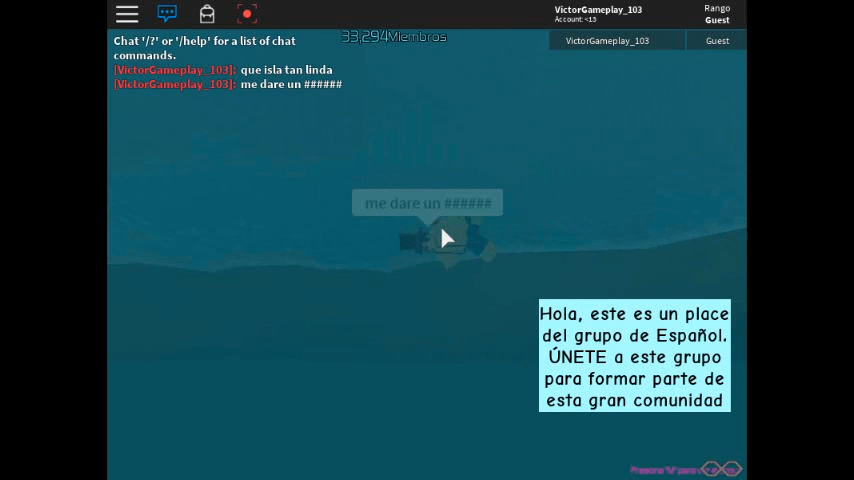 VictorGameplay_103
Account: <13
Rango
Guest
VictorGameplay_103
Guest
33,294Miembros
Chat '/?' or '/help' for a list of chat
commands.
[VictorGameplay_103]: que isla tan linda
[VictorGameplay_103]: me dare un ######
me dare un ######
Hola, este es un place
del grupo de Español.
ÚNETE a este grupo
para formar parte de
esta gran comunidad